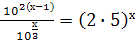 10^{2(x-1)} / 10^{x/3} = (2 · 5)^x